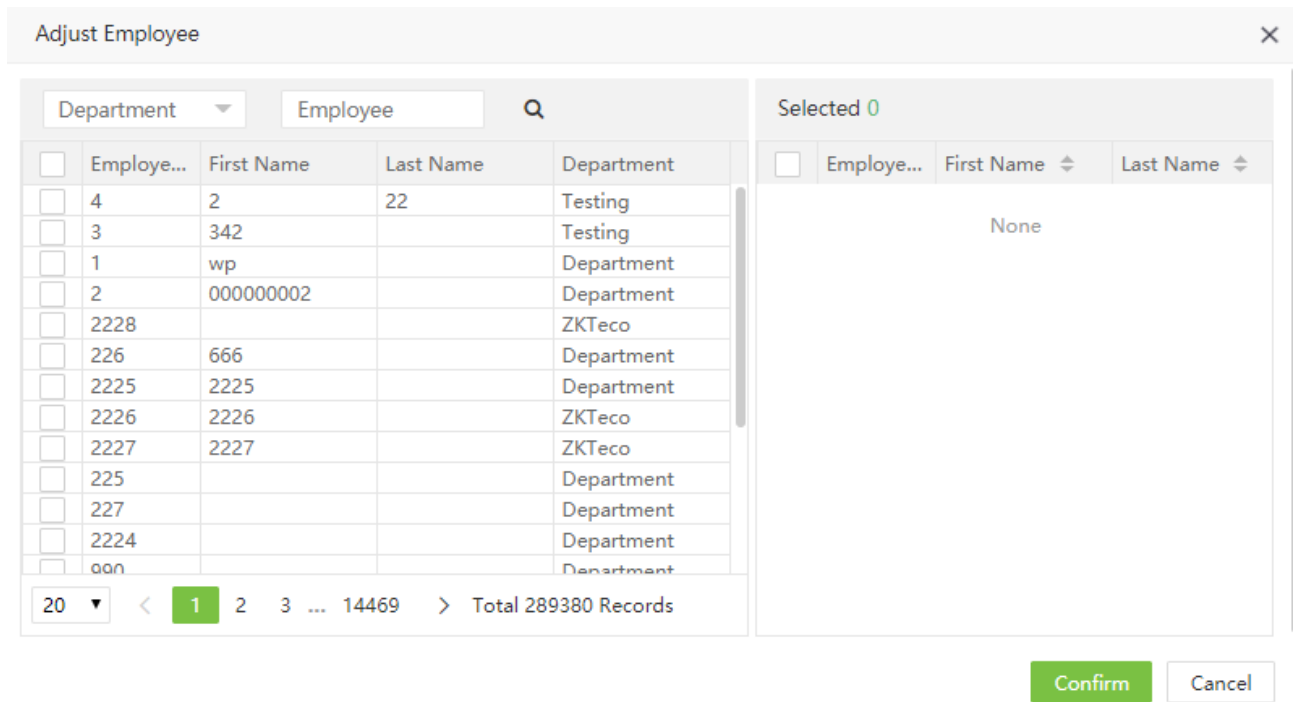 Adjust Employee ×
Department Employee
Selected 0
Employe... First Name Last Name Department
Employe... First Name Last Name
4 2 22 Testing
3 342 Testing
1 wp Department
2 000000002 Department
2228 ZKTeco
226 666 Department
2225 2225 Department
2226 2226 ZKTeco
2227 2227 ZKTeco
225 Department
227 Department
2224 Department
990 Department
None
20 < 1 2 3 ... 14469 > Total 289380 Records
Confirm Cancel